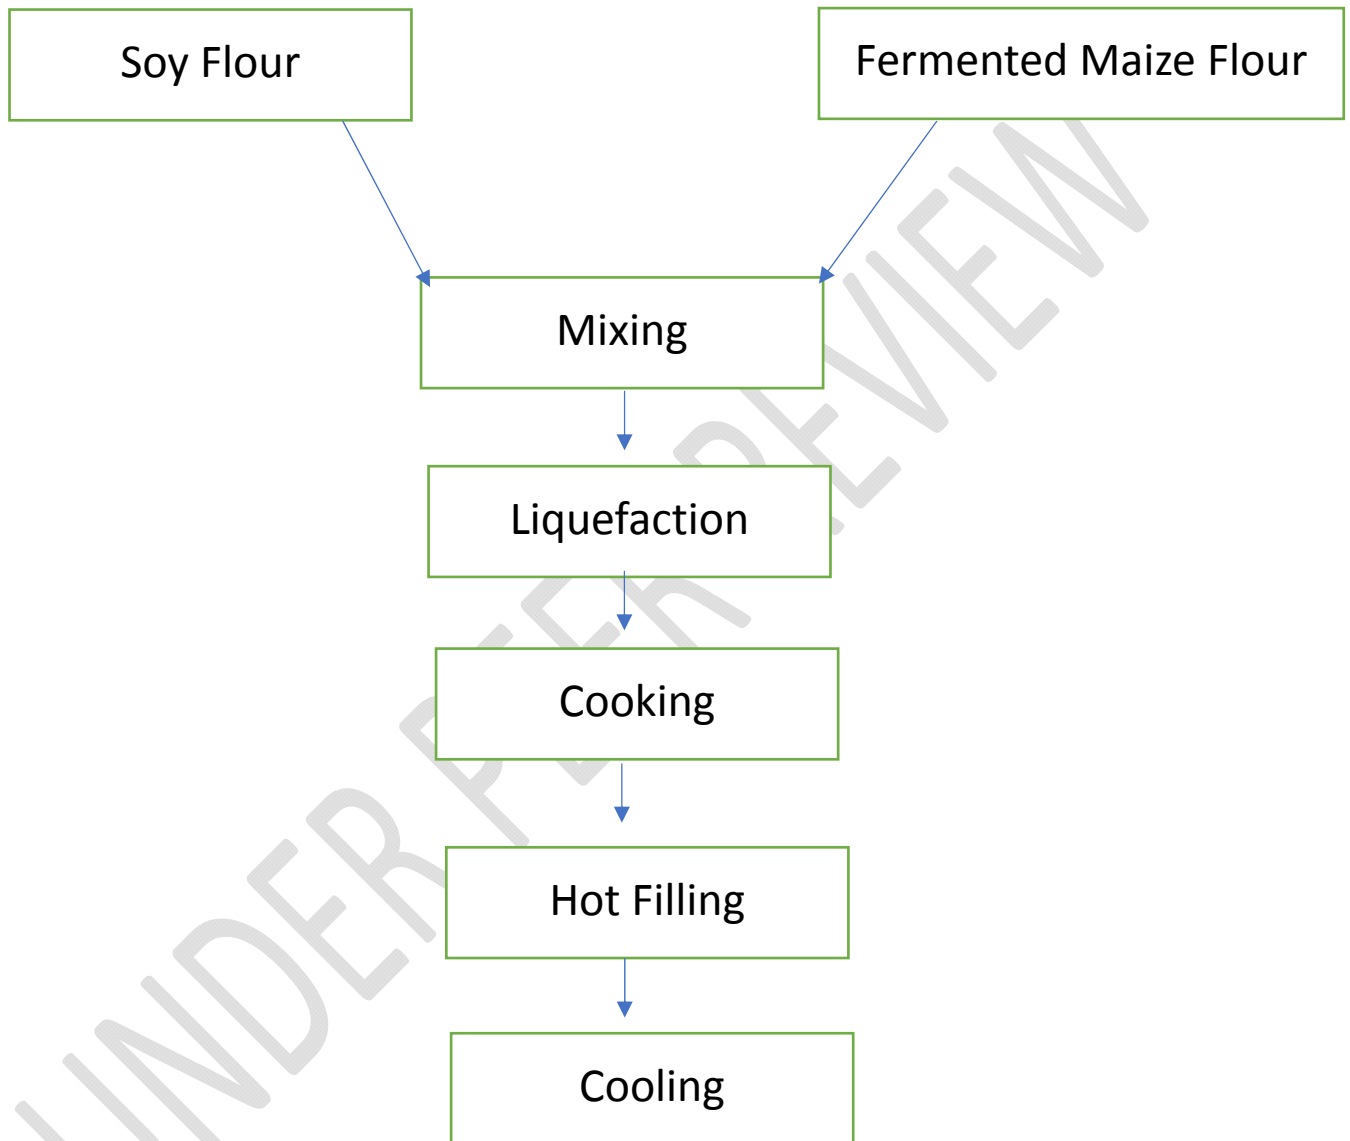 Soy Flour
Fermented Maize Flour
Mixing
Liquefaction
Cooking
Hot Filling
Cooling
UNDER PEER REVIEW